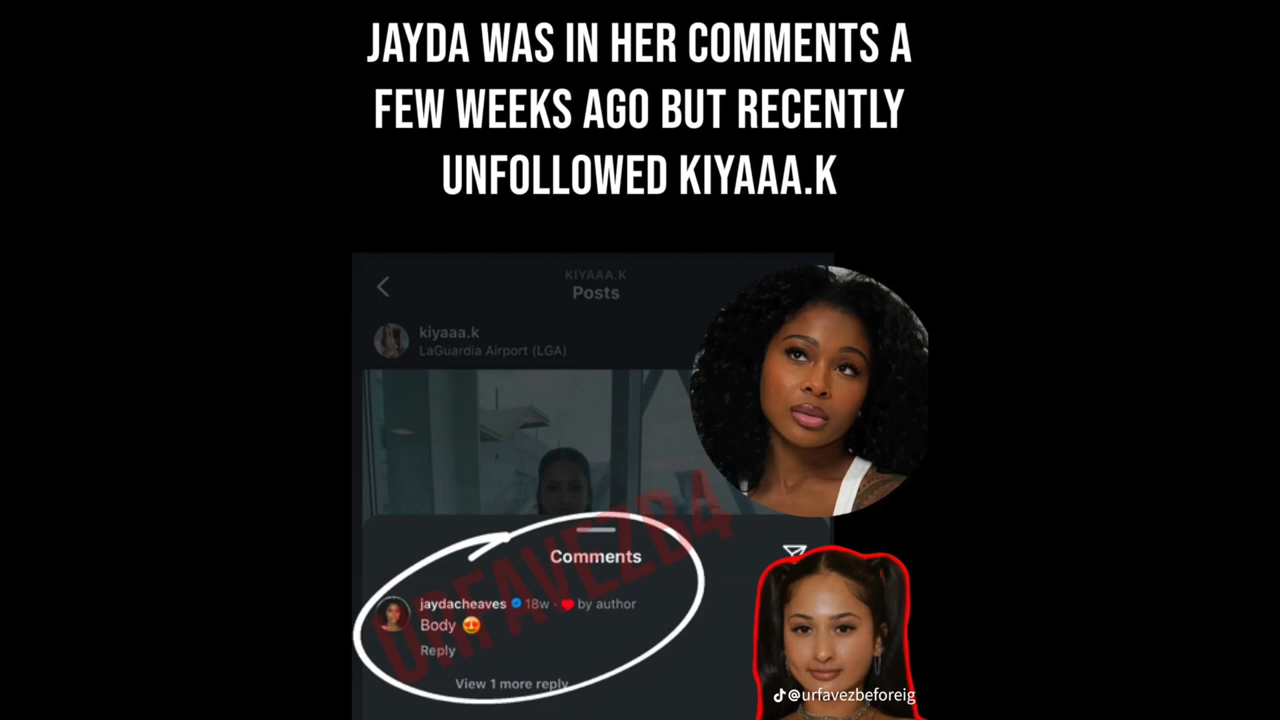 JAYDA WAS IN HER COMMENTS A
FEW WEEKS AGO BUT RECENTLY
UNFOLLOWED KIYAAA.K
KIYAAA.K
Posts
kiyaaa.k
LaGuardia Airport (LGA)
URFAVEZB4
Comments
jaydacheaves 18w · ❤️ by author
Body 😍
Reply
View 1 more reply
@urfavezbeforeig